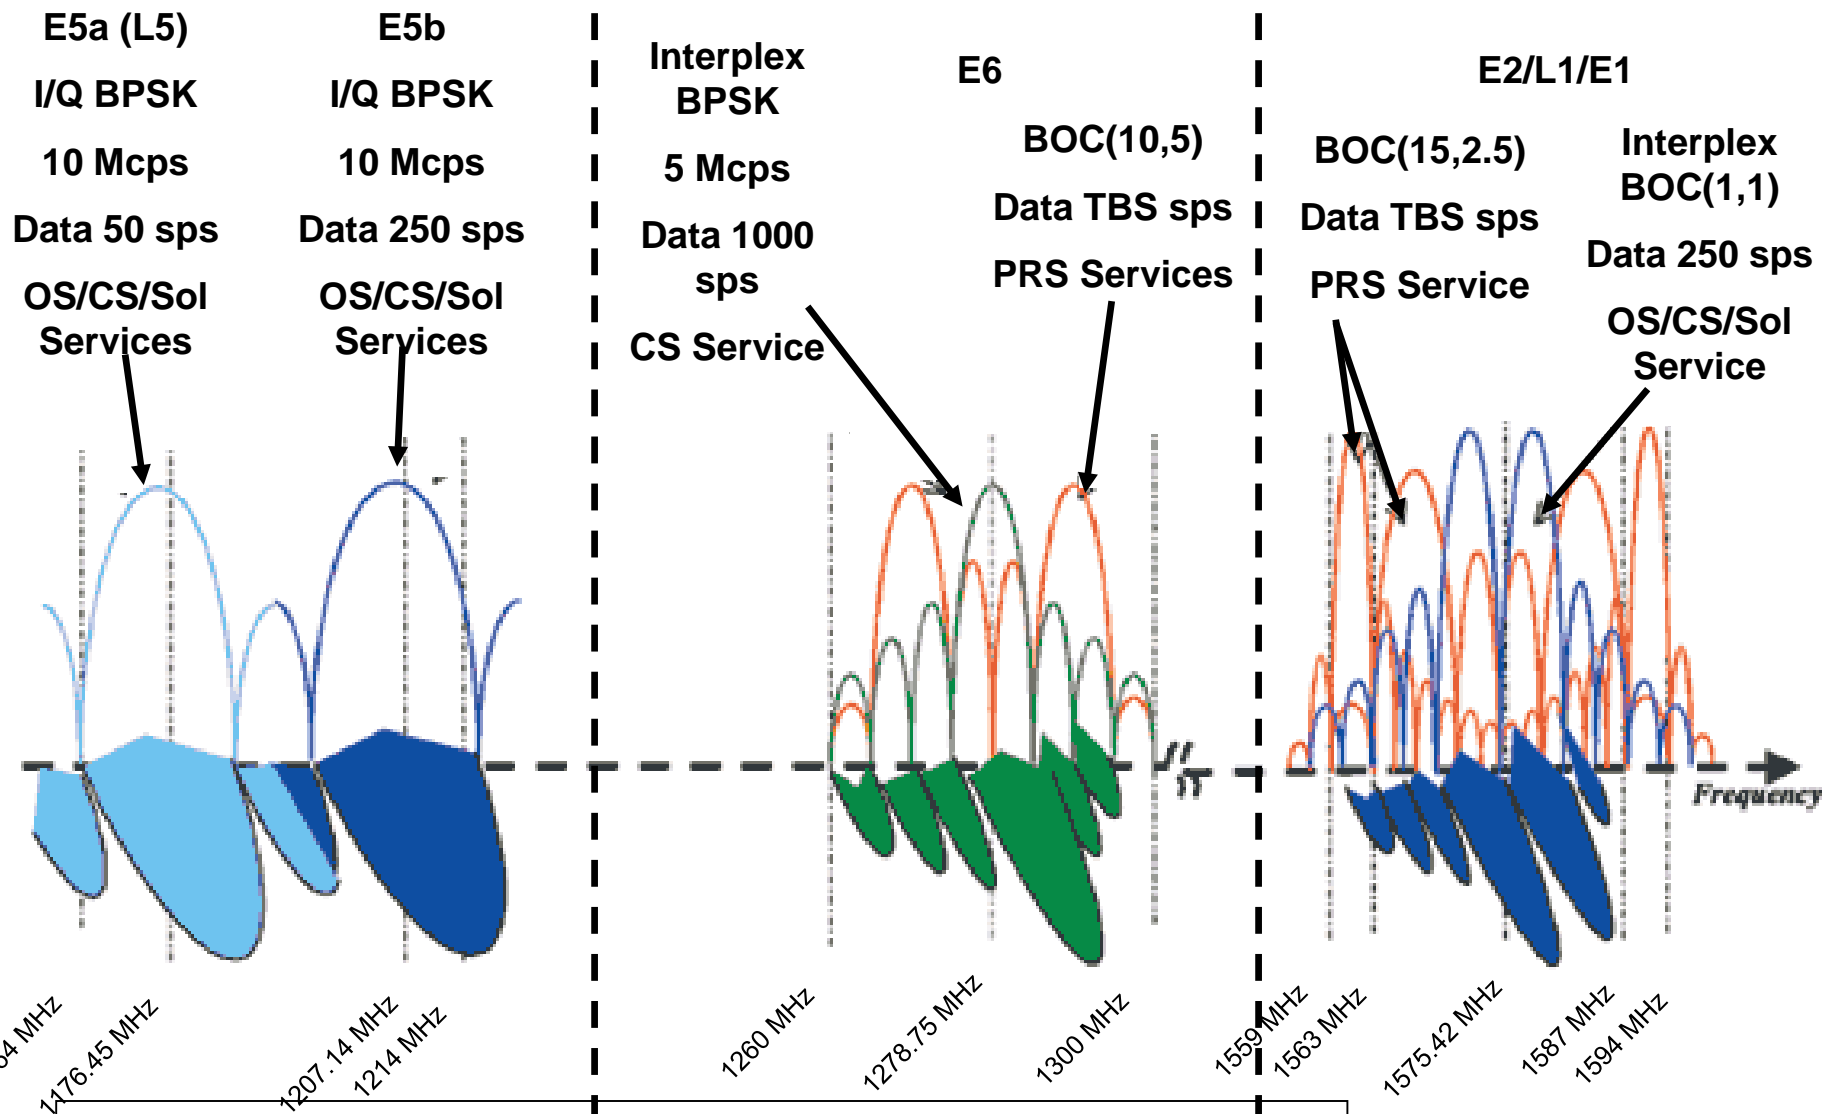 E5a (L5)
I/Q BPSK
10 Mcps
Data 50 sps
OS/CS/Sol
Services
E5b
I/Q BPSK
10 Mcps
Data 250 sps
OS/CS/Sol
Services
Interplex
BPSK
5 Mcps
Data 1000
sps
CS Service
E6
BOC(10,5)
Data TBS sps
PRS Services
E2/L1/E1
BOC(15,2.5)
Data TBS sps
PRS Service
Interplex
BOC(1,1)
Data 250 sps
OS/CS/Sol
Service
Frequency
64 MHz
1176.45 MHz
1207.14 MHz
1214 MHz
1260 MHz
1278.75 MHz
1300 MHz
1559 MHz
1563 MHz
1575.42 MHz
1587 MHz
1594 MHz